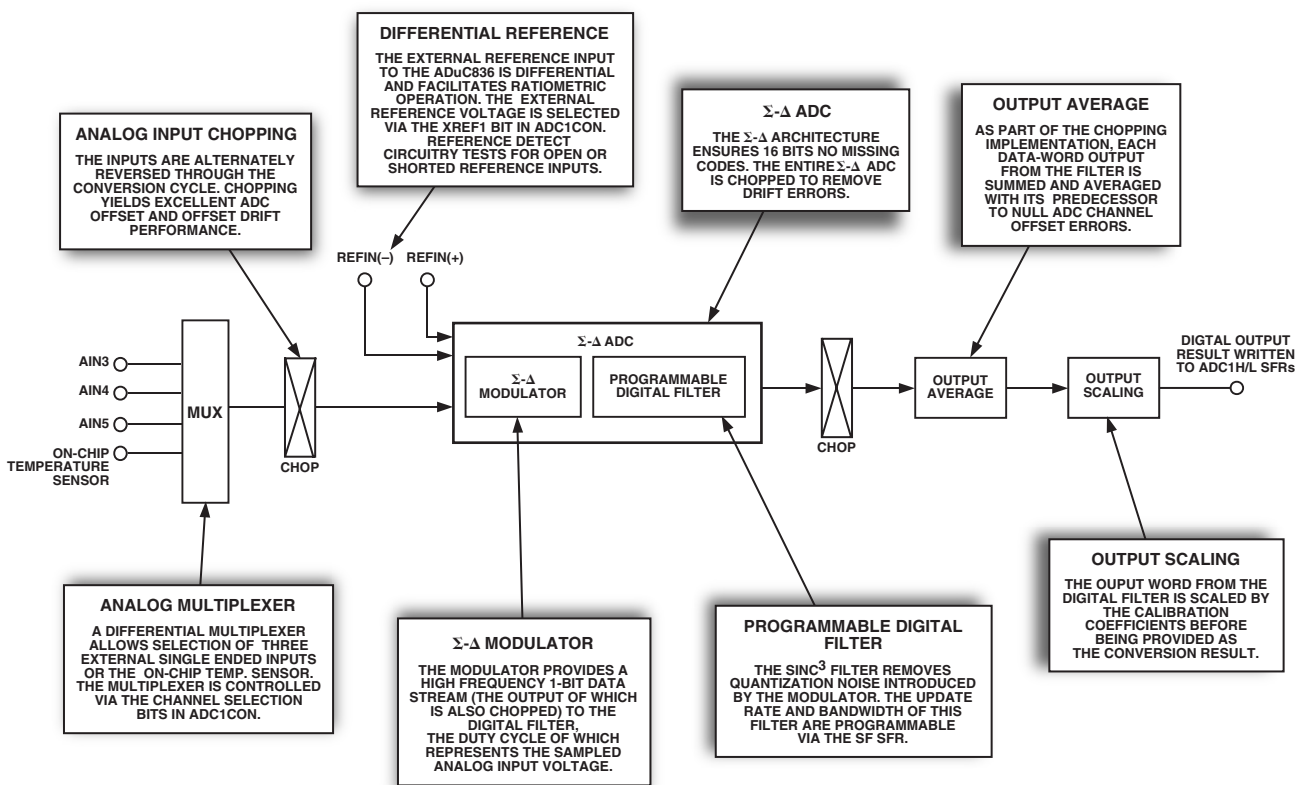 DIFFERENTIAL REFERENCE
THE EXTERNAL REFERENCE INPUT
TO THE ADuC836 IS DIFFERENTIAL
AND FACILITATES RATIOMETRIC
OPERATION. THE EXTERNAL
REFERENCE VOLTAGE IS SELECTED
VIA THE XREF1 BIT IN ADC1CON.
REFERENCE DETECT
CIRCUITRY TESTS FOR OPEN OR
SHORTED REFERENCE INPUTS.
ANALOG INPUT CHOPPING
THE INPUTS ARE ALTERNATELY
REVERSED THROUGH THE
CONVERSION CYCLE. CHOPPING
YIELDS EXCELLENT ADC
OFFSET AND OFFSET DRIFT
PERFORMANCE.
Σ-Δ ADC
THE Σ-Δ ARCHITECTURE
ENSURES 16 BITS NO MISSING
CODES. THE ENTIRE Σ-Δ ADC
IS CHOPPED TO REMOVE
DRIFT ERRORS.
OUTPUT AVERAGE
AS PART OF THE CHOPPING
IMPLEMENTATION, EACH
DATA-WORD OUTPUT
FROM THE FILTER IS
SUMMED AND AVERAGED
WITH ITS PREDECESSOR
TO NULL ADC CHANNEL
OFFSET ERRORS.
REFIN(–) REFIN(+)
AIN3
AIN4
AIN5
ON-CHIP
TEMPERATURE
SENSOR
MUX
CHOP
Σ-Δ ADC
Σ-Δ
MODULATOR
PROGRAMMABLE
DIGITAL FILTER
CHOP
OUTPUT
AVERAGE
OUTPUT
SCALING
DIGTAL OUTPUT
RESULT WRITTEN
TO ADC1H/L SFRs
ANALOG MULTIPLEXER
A DIFFERENTIAL MULTIPLEXER
ALLOWS SELECTION OF THREE
EXTERNAL SINGLE ENDED INPUTS
OR THE ON-CHIP TEMP. SENSOR.
THE MULTIPLEXER IS CONTROLLED
VIA THE CHANNEL SELECTION
BITS IN ADC1CON.
Σ-Δ MODULATOR
THE MODULATOR PROVIDES A
HIGH FREQUENCY 1-BIT DATA
STREAM (THE OUTPUT OF WHICH
IS ALSO CHOPPED) TO THE
DIGITAL FILTER,
THE DUTY CYCLE OF WHICH
REPRESENTS THE SAMPLED
ANALOG INPUT VOLTAGE.
PROGRAMMABLE DIGITAL
FILTER
THE SINC³ FILTER REMOVES
QUANTIZATION NOISE INTRODUCED
BY THE MODULATOR. THE UPDATE
RATE AND BANDWIDTH OF THIS
FILTER ARE PROGRAMMABLE
VIA THE SF SFR.
OUTPUT SCALING
THE OUPUT WORD FROM THE
DIGITAL FILTER IS SCALED BY
THE CALIBRATION
COEFFICIENTS BEFORE
BEING PROVIDED AS
THE CONVERSION RESULT.